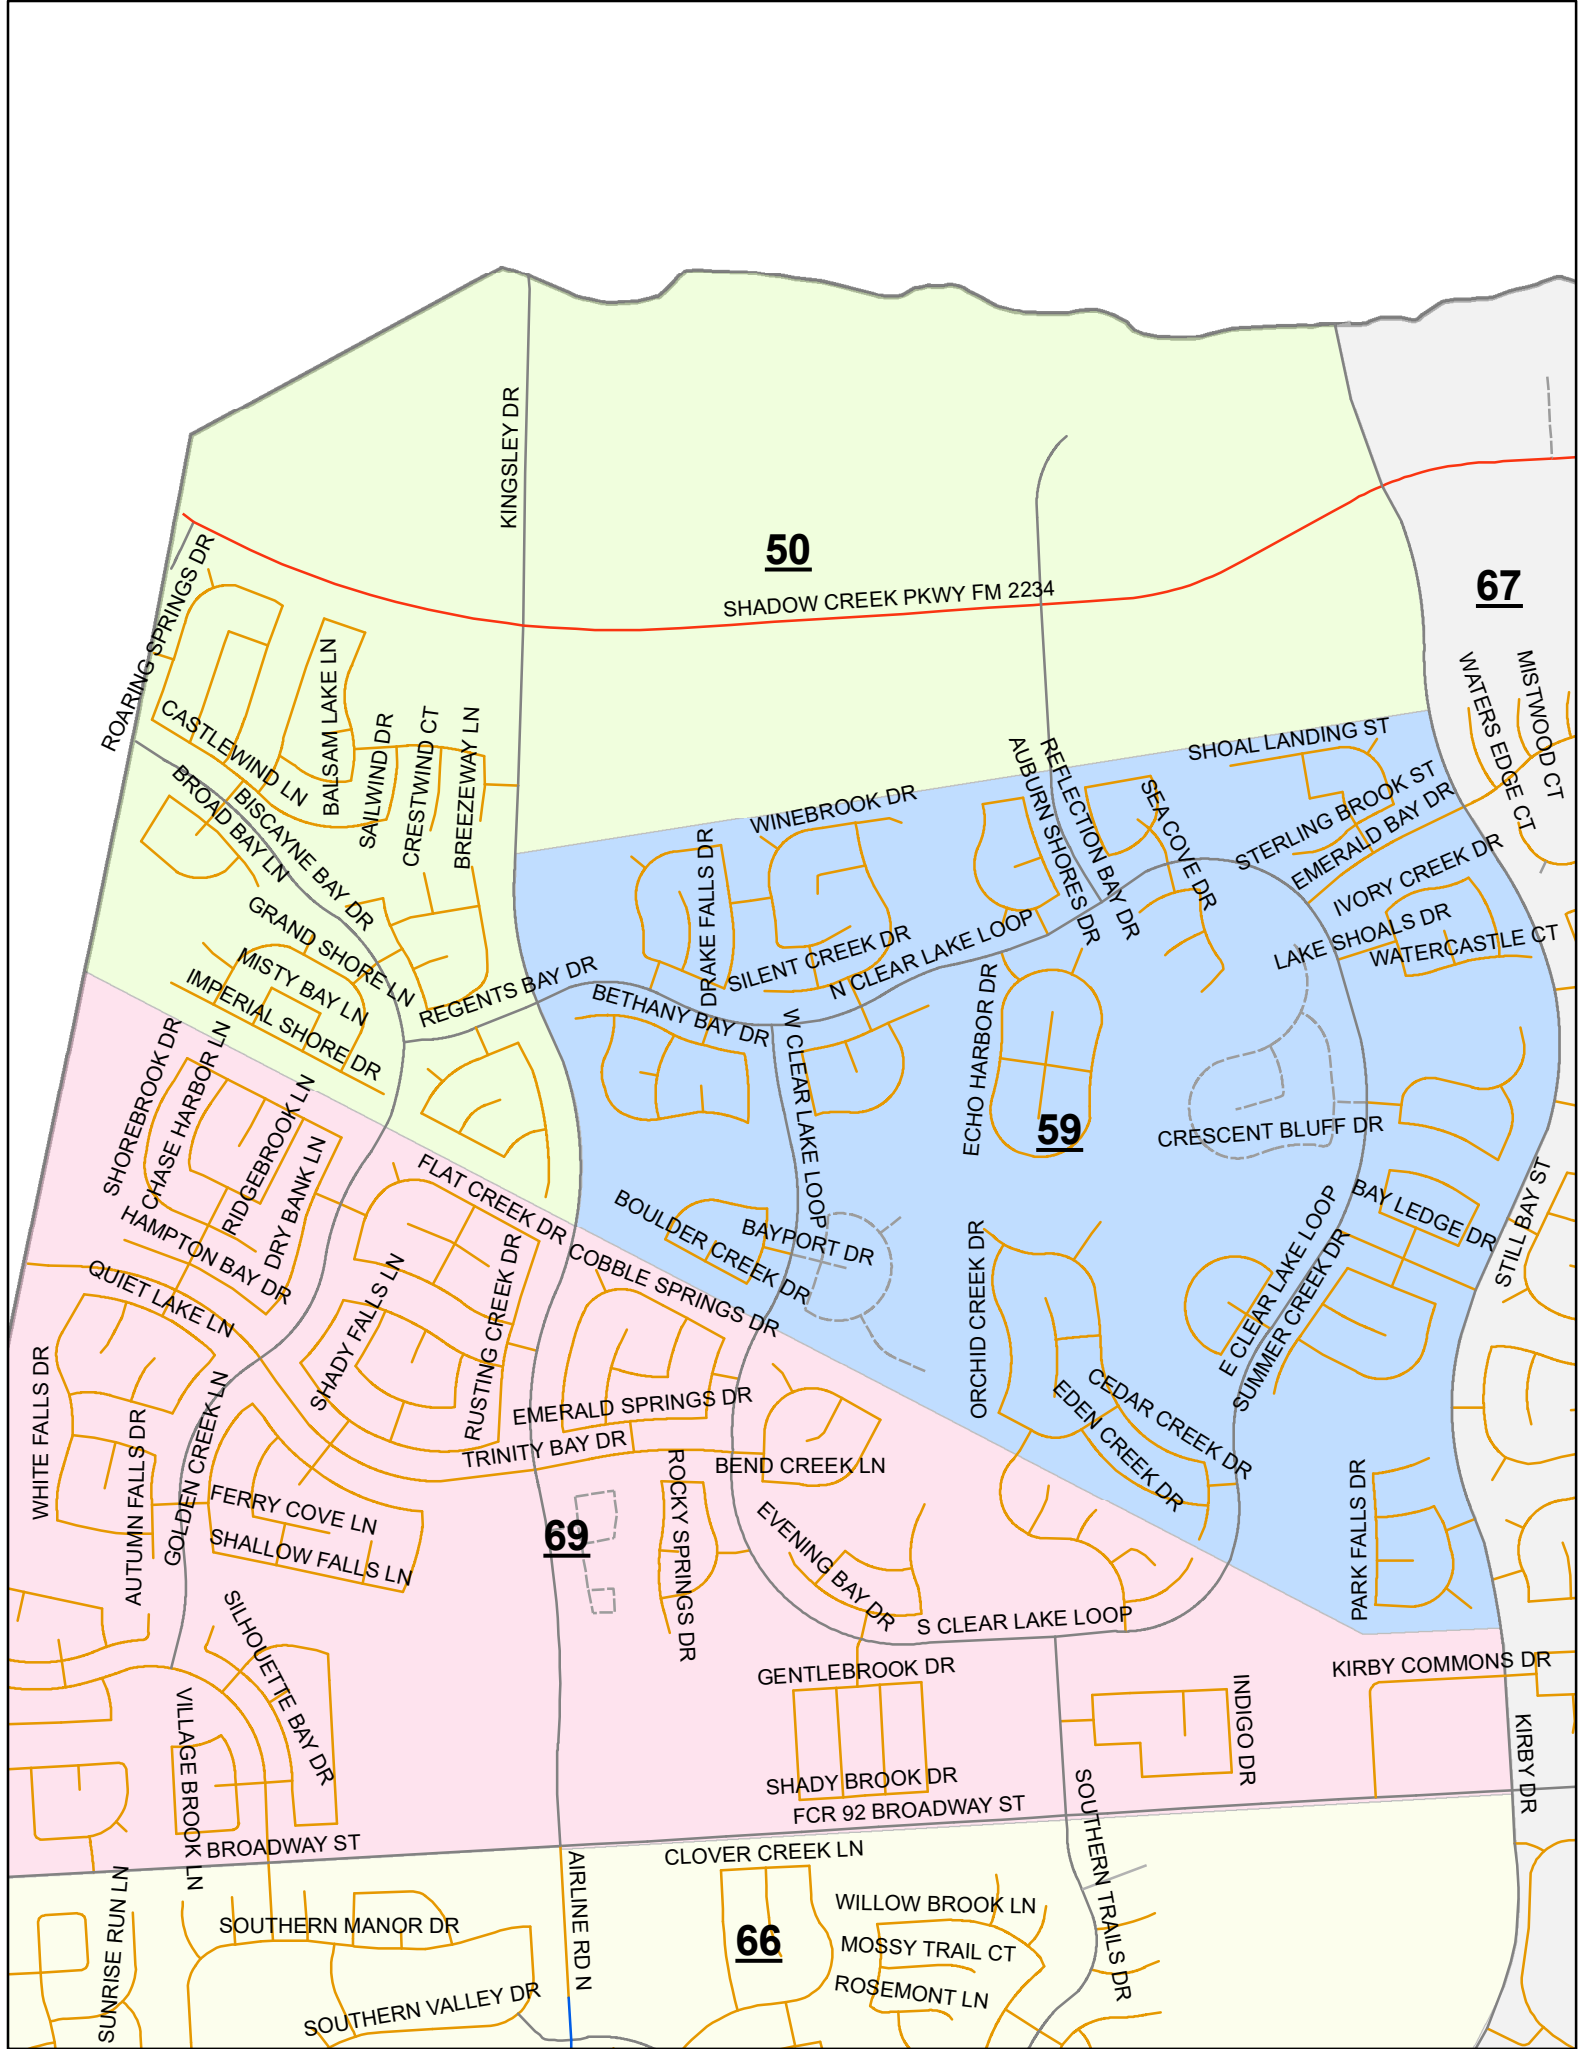 KINGSLEY DR
50
SHADOW CREEK PKWY FM 2234
67
ROARING SPRINGS DR
CASTLEWIND LN
BALSAM LAKE LN
SAILWIND DR
CRESTWIND CT
BREEZEWAY LN
BROAD BAY LN
BISCAYNE BAY DR
WATERS EDGE CT
MISTWOOD CT
SHOAL LANDING ST
AUBURN SHORES DR
REFLECTION BAY DR
SEA COVE DR
STERLING BROOK ST
EMERALD BAY DR
WINEBROOK DR
DRAKE FALLS DR
IVORY CREEK DR
LAKE SHOALS DR
WATERCASTLE CT
GRAND SHORE LN
MISTY BAY LN
IMPERIAL SHORE DR
REGENTS BAY DR
SILENT CREEK DR
N CLEAR LAKE LOOP
BETHANY BAY DR
W CLEAR LAKE LOOP
ECHO HARBOR DR
59
CRESCENT BLUFF DR
SHOREBROOK DR
CHASE HARBOR LN
RIDGEBROOK LN
DRY BANK LN
HAMPTON BAY DR
QUIET LAKE LN
FLAT CREEK DR
COBBLE SPRINGS DR
BOULDER CREEK DR
BAYPORT DR
BAY LEDGE DR
STILL BAY ST
E CLEAR LAKE LOOP
SUMMER CREEK DR
ORCHID CREEK DR
CEDAR CREEK DR
EDEN CREEK DR
SHADY FALLS LN
RUSTING CREEK DR
WHITE FALLS DR
AUTUMN FALLS DR
GOLDEN CREEK LN
EMERALD SPRINGS DR
TRINITY BAY DR
BEND CREEK LN
FERRY COVE LN
SHALLOW FALLS LN
69
ROCKY SPRINGS DR
EVENING BAY DR
PARK FALLS DR
S CLEAR LAKE LOOP
SILHOUETTE BAY DR
GENTLEBROOK DR
KIRBY COMMONS DR
VILLAGE BROOK LN
INDIGO DR
KIRBY DR
SHADY BROOK DR
FCR 92 BROADWAY ST
BROADWAY ST
SOUTHERN TRAILS DR
CLOVER CREEK LN
AIRLINE RD N
SUNRISE RUN LN
SOUTHERN MANOR DR
66
WILLOW BROOK LN
MOSSY TRAIL CT
ROSEMONT LN
SOUTHERN VALLEY DR